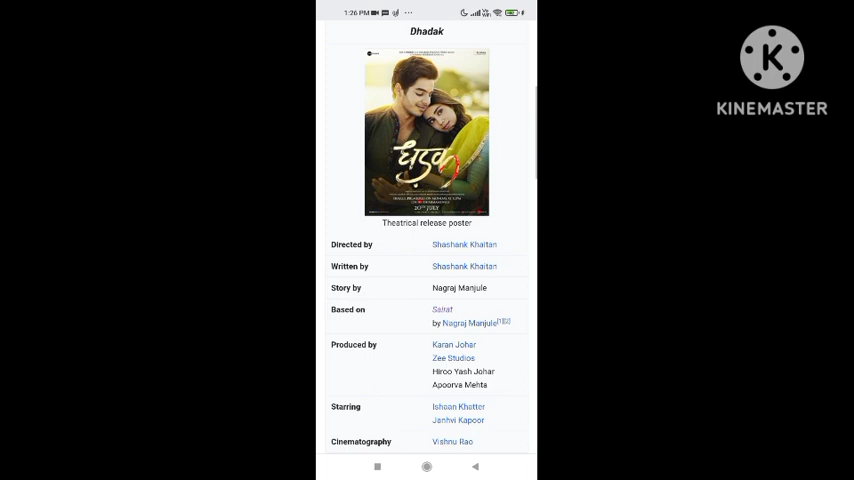 1:26 PM
KINEMASTER
Dhadak
धड़क
20TH JULY
Theatrical release poster
Directed by Shashank Khaitan
Written by Shashank Khaitan
Story by Nagraj Manjule
Based on Sairat
by Nagraj Manjule[1][2]
Produced by Karan Johar
Zee Studios
Hiroo Yash Johar
Apoorva Mehta
Starring Ishaan Khatter
Janhvi Kapoor
Cinematography Vishnu Rao